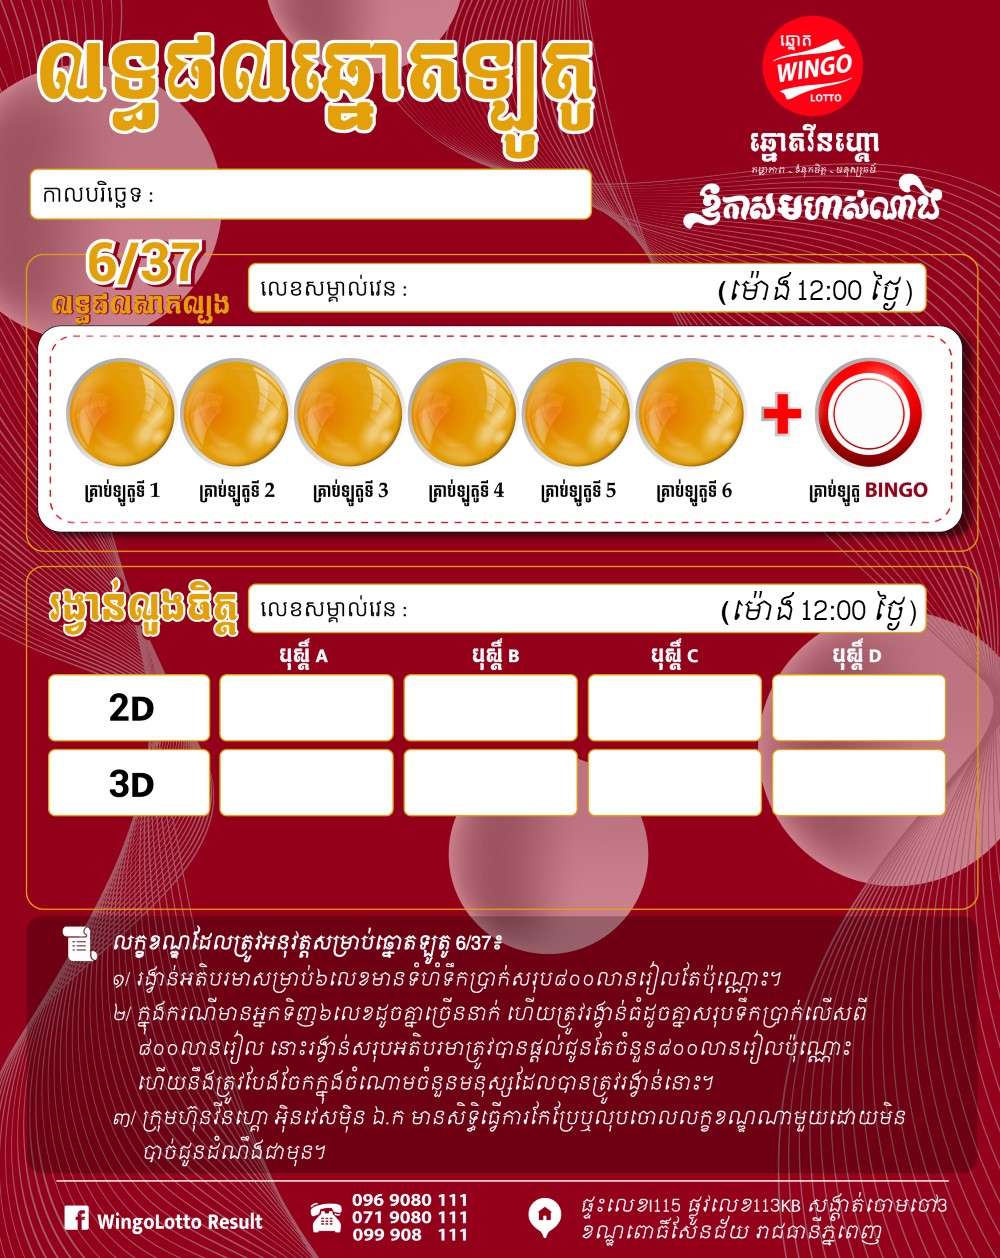 លទ្ធផលឆ្នោតឡូតូ
ឆ្នោត
WINGO
LOTTO
ឆ្នោតវីនហ្គោ
តម្លាភាព - ទំនុកចិត្ត - មនុស្សធម៌
ឱកាសមហាសំណាង
កាលបរិច្ឆេទ :
6/37
លទ្ធផលសាកល្បង
លេខសម្គាល់វេន :
(ម៉ោង 12:00 ថ្ងៃ)
+
គ្រាប់ឡូតូទី 1
គ្រាប់ឡូតូទី 2
គ្រាប់ឡូតូទី 3
គ្រាប់ឡូតូទី 4
គ្រាប់ឡូតូទី 5
គ្រាប់ឡូតូទី 6
គ្រាប់ឡូតូ BINGO
រង្វាន់លួងចិត្ត
លេខសម្គាល់វេន :
(ម៉ោង 12:00 ថ្ងៃ)
បុស្តិ៍ A
បុស្តិ៍ B
បុស្តិ៍ C
បុស្តិ៍ D
2D
3D
លក្ខខណ្ឌដែលត្រូវអនុវត្តសម្រាប់ឆ្នោតឡូតូ 6/37៖
១/ រង្វាន់អតិបរមាសម្រាប់៦លេខមានទំហំទឹកប្រាក់សរុប៨០០លានរៀលតែប៉ុណ្ណោះ។
២/ ក្នុងករណីមានអ្នកទិញ៦លេខដូចគ្នាច្រើននាក់ ហើយត្រូវរង្វាន់ធំដូចគ្នាសរុបទឹកប្រាក់លើសពី
៨០០លានរៀល នោះរង្វាន់សរុបអតិបរមាត្រូវបានផ្តល់ជូនតែចំនួន៨០០លានរៀលប៉ុណ្ណោះ
ហើយនឹងត្រូវបែងចែកក្នុងចំណោមចំនួនមនុស្សដែលបានត្រូវរង្វាន់នោះ។
៣/ ក្រុមហ៊ុនវីនហ្គោ អ៊ិនវេសម៉ិន ឯ.ក មានសិទ្ធិធ្វើការកែប្រែឬលុបចោលលក្ខខណ្ឌណាមួយដោយមិន
បាច់ជូនដំណឹងជាមុន។
WingoLotto Result
096 9080 111
071 9080 111
099 908 111
ផ្ទះលេខI115 ផ្លូវលេខ113KB សង្កាត់ចោមចៅ3
ខណ្ឌពោធិ៍សែនជ័យ រាជធានីភ្នំពេញ